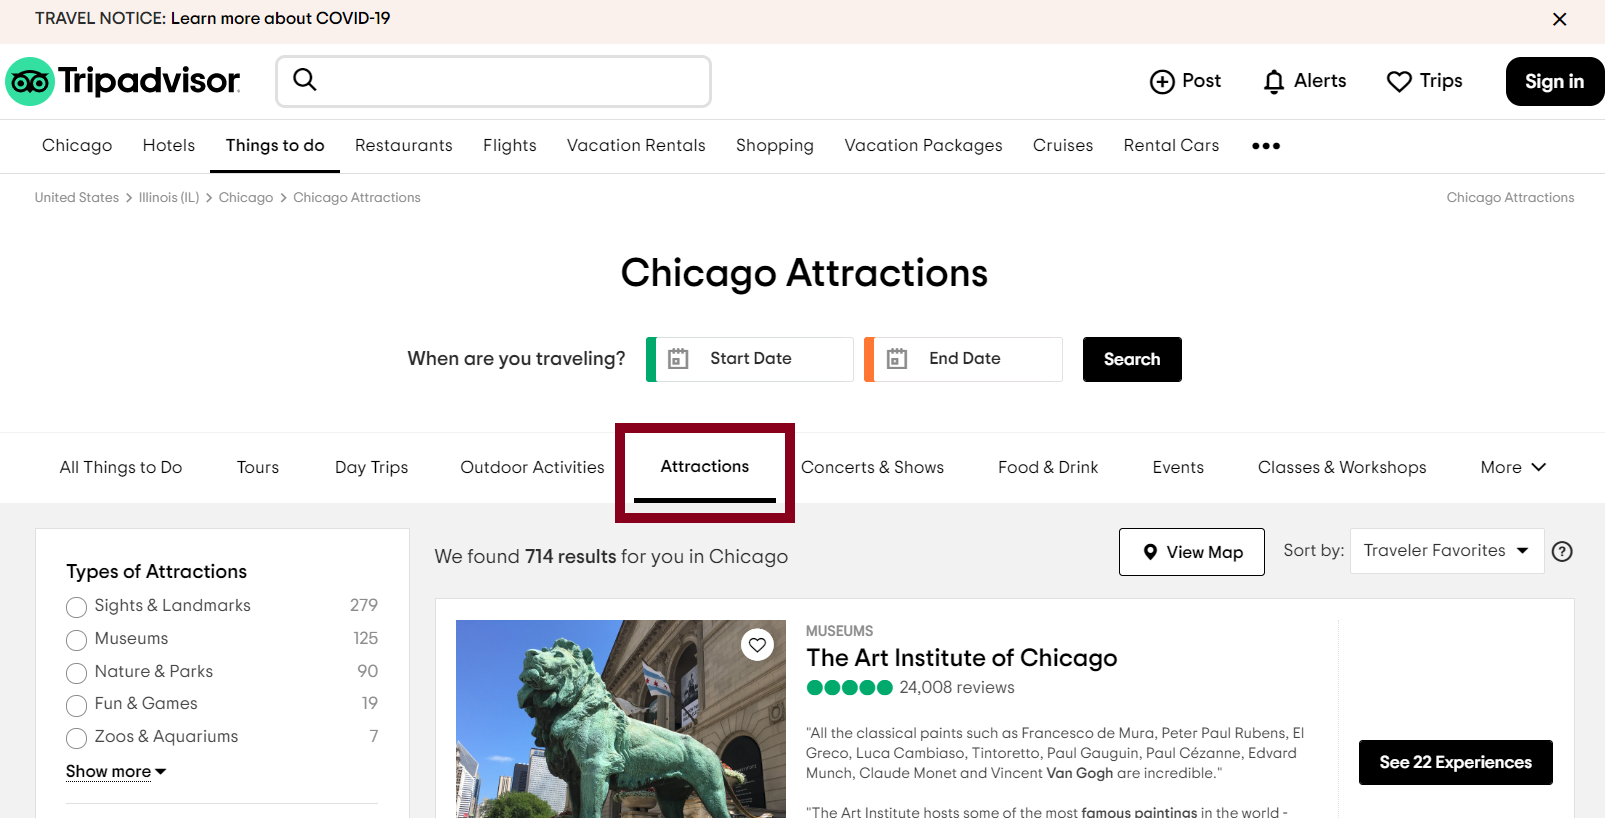 TRAVEL NOTICE: Learn more about COVID-19
Tripadvisor
Post
Alerts
Trips
Sign in
Chicago
Hotels
Things to do
Restaurants
Flights
Vacation Rentals
Shopping
Vacation Packages
Cruises
Rental Cars
United States > Illinois (IL) > Chicago > Chicago Attractions
Chicago Attractions
Chicago Attractions
When are you traveling?
Start Date
End Date
Search
All Things to Do
Tours
Day Trips
Outdoor Activities
Attractions
Concerts & Shows
Food & Drink
Events
Classes & Workshops
More
Types of Attractions
Sights & Landmarks 279
Museums 125
Nature & Parks 90
Fun & Games 19
Zoos & Aquariums 7
Show more
We found 714 results for you in Chicago
View Map
Sort by:
Traveler Favorites
?
MUSEUMS
The Art Institute of Chicago
24,008 reviews
"All the classical paints such as Francesco de Mura, Peter Paul Rubens, El
Greco, Luca Cambiaso, Tintoretto, Paul Gauguin, Paul Cézanne, Edvard
Munch, Claude Monet and Vincent Van Gogh are incredible."
"The Art Institute hosts some of the most famous paintings in the world -
See 22 Experiences